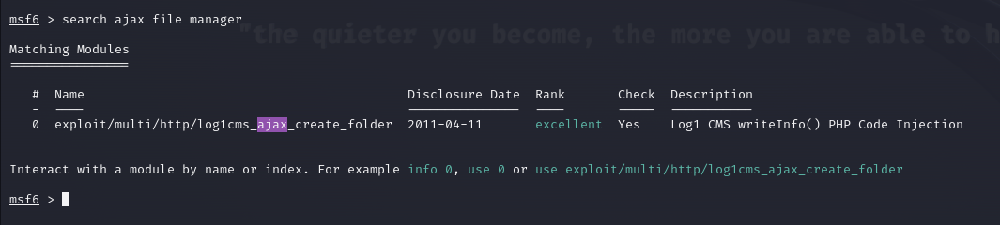 msf6 > search ajax file manager
"the quieter you become, the more you are able to h
Matching Modules
================
#  Name                                        Disclosure Date  Rank       Check  Description
-  ----                                        ---------------  ----       -----  -----------
0  exploit/multi/http/log1cms_ajax_create_folder  2011-04-11       excellent  Yes    Log1 CMS writeInfo() PHP Code Injection
Interact with a module by name or index. For example info 0, use 0 or use exploit/multi/http/log1cms_ajax_create_folder
msf6 >